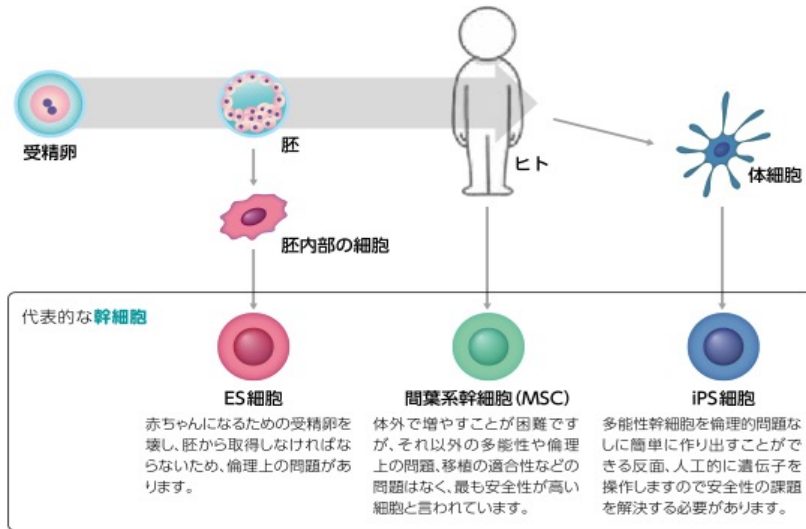 受精卵
胚
ヒト
体細胞
胚内部の細胞
代表的な幹細胞
ES細胞
赤ちゃんになるための受精卵を
壊し、胚から取得しなければな
らないため、倫理上の問題があ
ります。
間葉系幹細胞(MSC)
体外で増やすことが困難です
が、それ以外の多能性や倫理
上の問題、移植の適合性などの
問題はなく、最も安全性が高い
細胞と言われています。
iPS細胞
多能性幹細胞を倫理的問題な
しに簡単に作り出すことがで
きる反面、人工的に遺伝子を
操作しますので安全性の課題
を解決する必要があります。